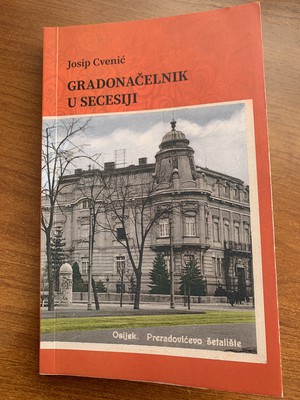 Josip Cvenić
GRADONAČELNIK
U SECESIJI
Osijek. Preradovićevo šetalište